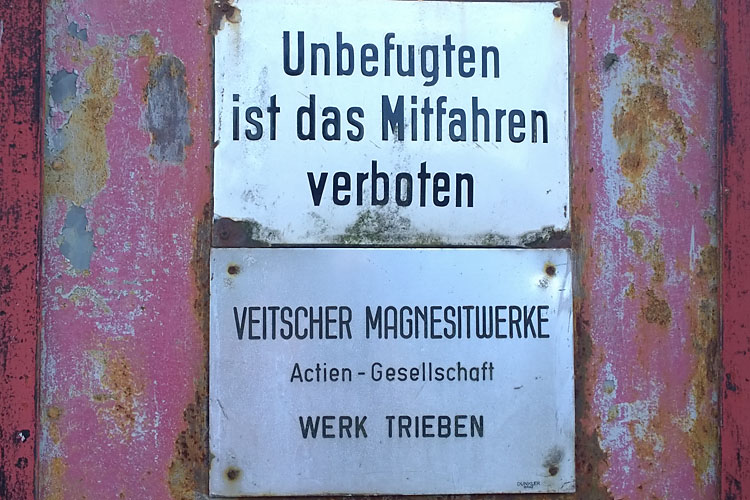 Unbefugten
ist das Mitfahren
verboten
VEITSCHER MAGNESITWERKE
Actien-Gesellschaft
WERK TRIEBEN